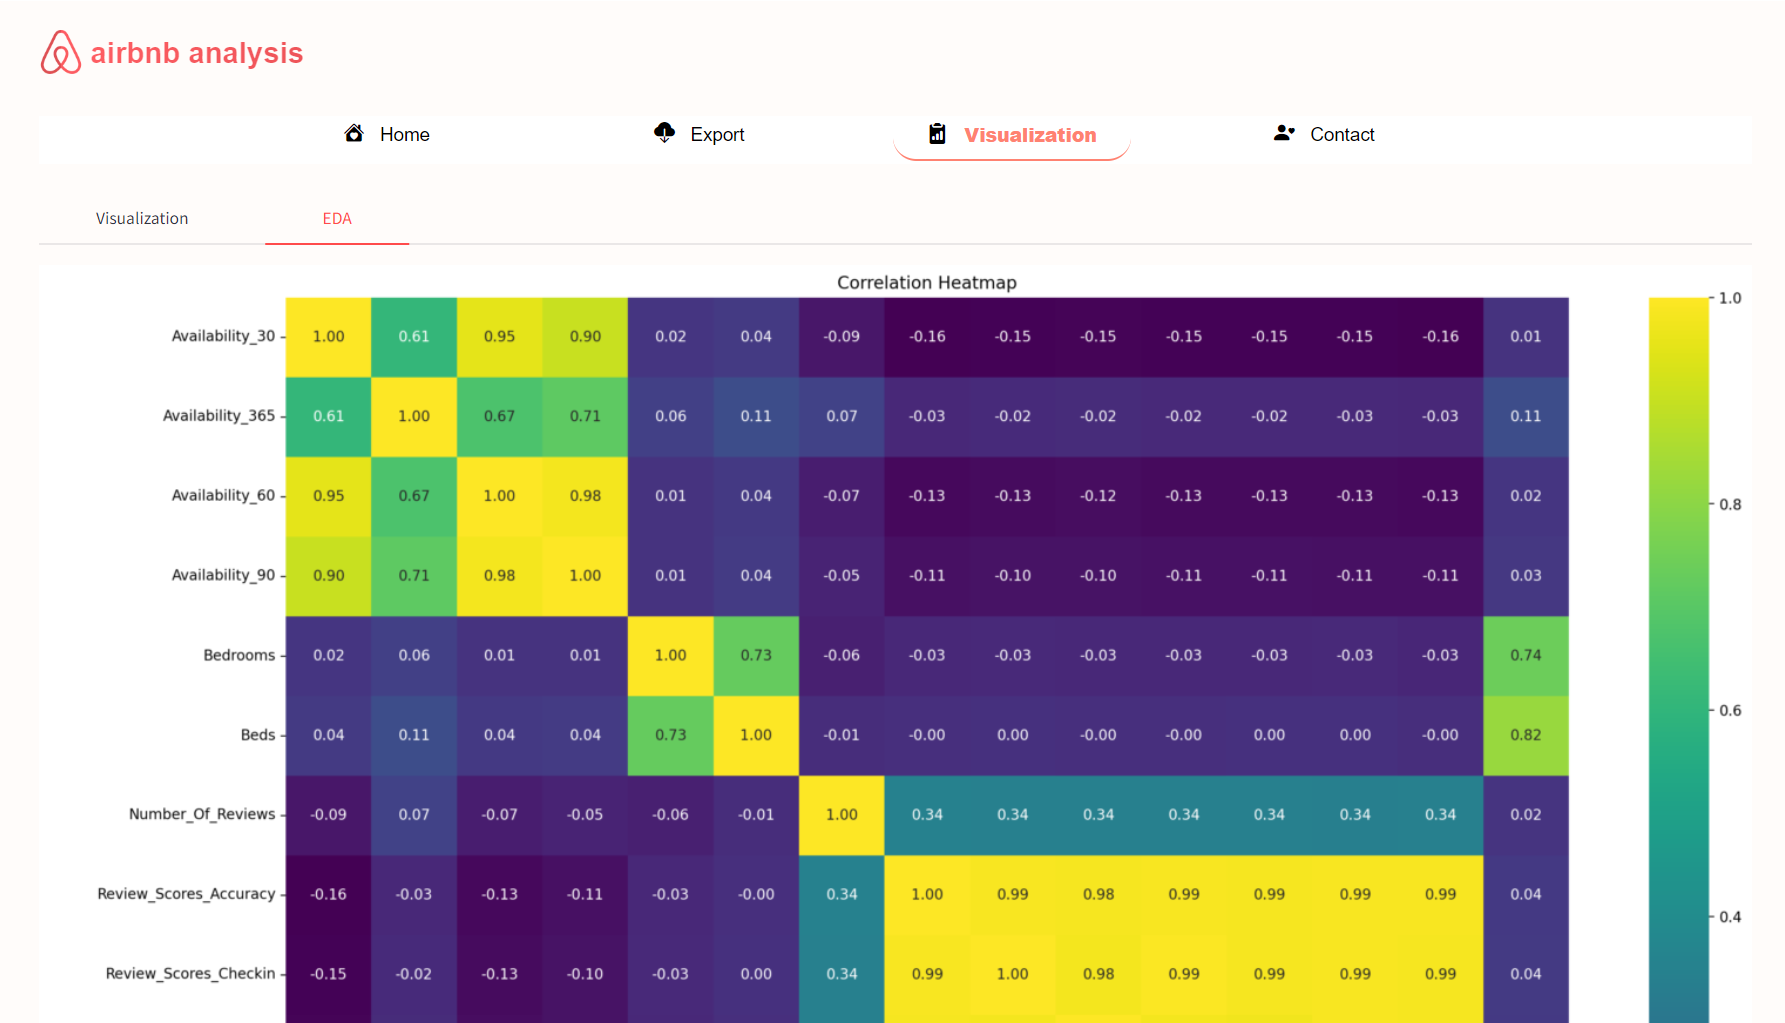 airbnb analysis
Home Export Visualization Contact
Visualization EDA
Correlation Heatmap
Availability_30 1.00 0.61 0.95 0.90 0.02 0.04 -0.09 -0.16 -0.15 -0.15 -0.15 -0.15 -0.15 -0.16 0.01
Availability_365 0.61 1.00 0.67 0.71 0.06 0.11 0.07 -0.03 -0.02 -0.02 -0.02 -0.02 -0.03 -0.03 0.11
Availability_60 0.95 0.67 1.00 0.98 0.01 0.04 -0.07 -0.13 -0.13 -0.12 -0.13 -0.13 -0.13 -0.13 0.02
Availability_90 0.90 0.71 0.98 1.00 0.01 0.04 -0.05 -0.11 -0.10 -0.10 -0.11 -0.11 -0.11 -0.11 0.03
Bedrooms 0.02 0.06 0.01 0.01 1.00 0.73 -0.06 -0.03 -0.03 -0.03 -0.03 -0.03 -0.03 -0.03 0.74
Beds 0.04 0.11 0.04 0.04 0.73 1.00 -0.01 -0.00 0.00 -0.00 -0.00 0.00 0.00 -0.00 0.82
Number_Of_Reviews -0.09 0.07 -0.07 -0.05 -0.06 -0.01 1.00 0.34 0.34 0.34 0.34 0.34 0.34 0.34 0.02
Review_Scores_Accuracy -0.16 -0.03 -0.13 -0.11 -0.03 -0.00 0.34 1.00 0.99 0.98 0.99 0.99 0.99 0.99 0.04
Review_Scores_Checkin -0.15 -0.02 -0.13 -0.10 -0.03 0.00 0.34 0.99 1.00 0.98 0.99 0.99 0.99 0.99 0.04
1.0
0.8
0.6
0.4